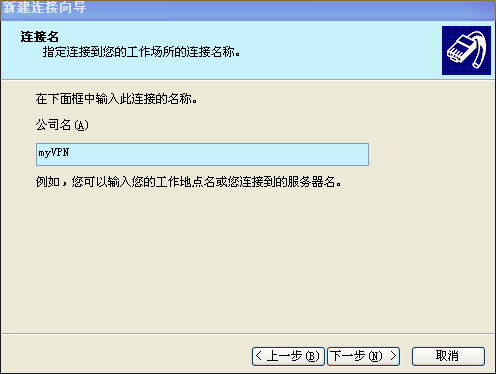 新建连接向导
连接名
指定连接到您的工作场所的连接名称。
在下面框中输入此连接的名称。
公司名(A)
myVPN
例如，您可以输入您的工作地点名或您连接到的服务器名。
< 上一步(B) 下一步(N) > 取消